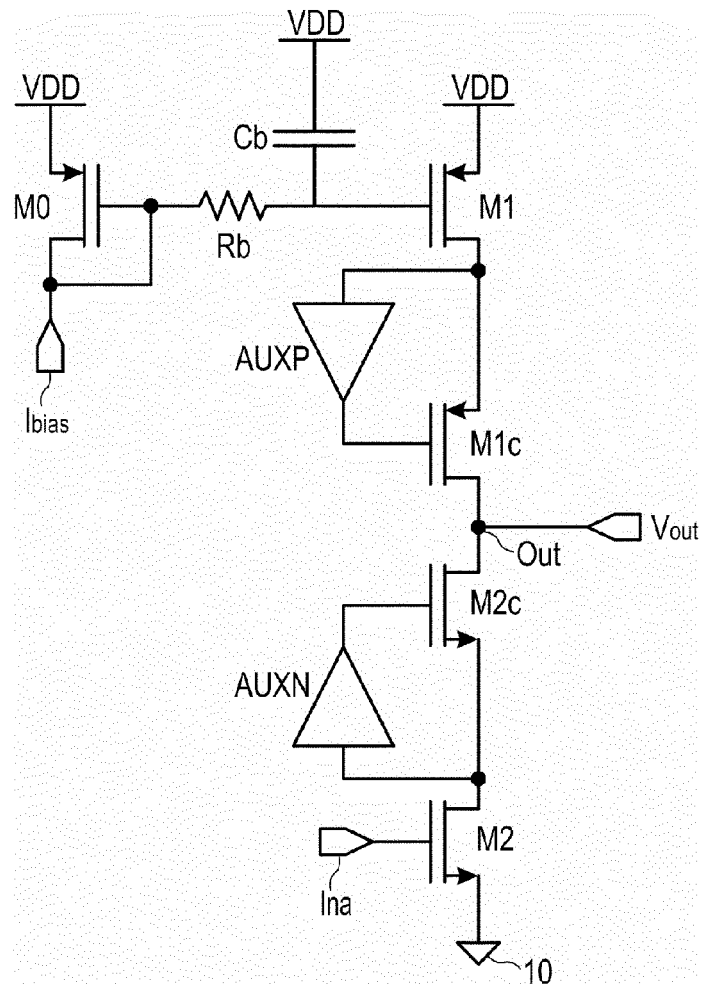 VDD
VDD
VDD
Cb
M0
M1
Rb
AUXP
Ibias
M1c
Vout
Out
M2c
AUXN
M2
Ina
10